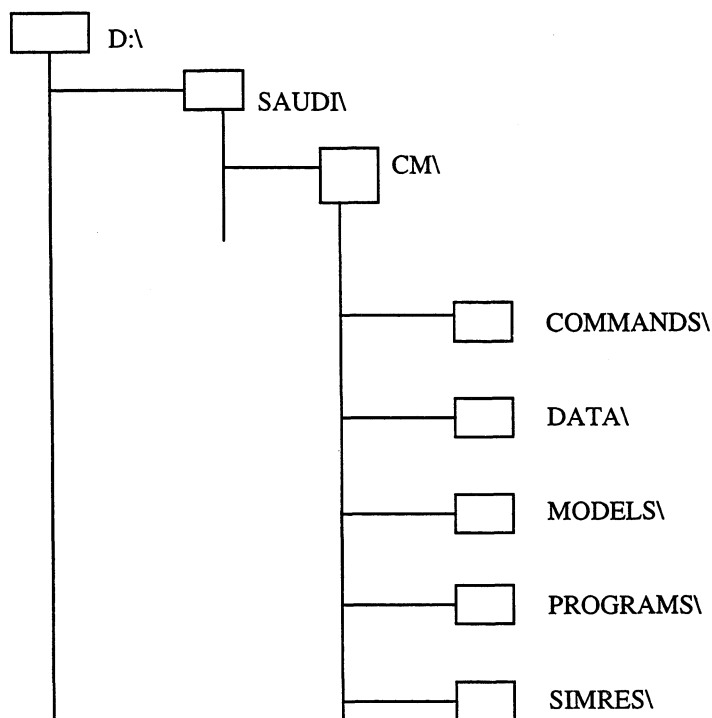 D:\
SAUDI\
CM\
COMMANDS\
DATA\
MODELS\
PROGRAMS\
SIMRES\